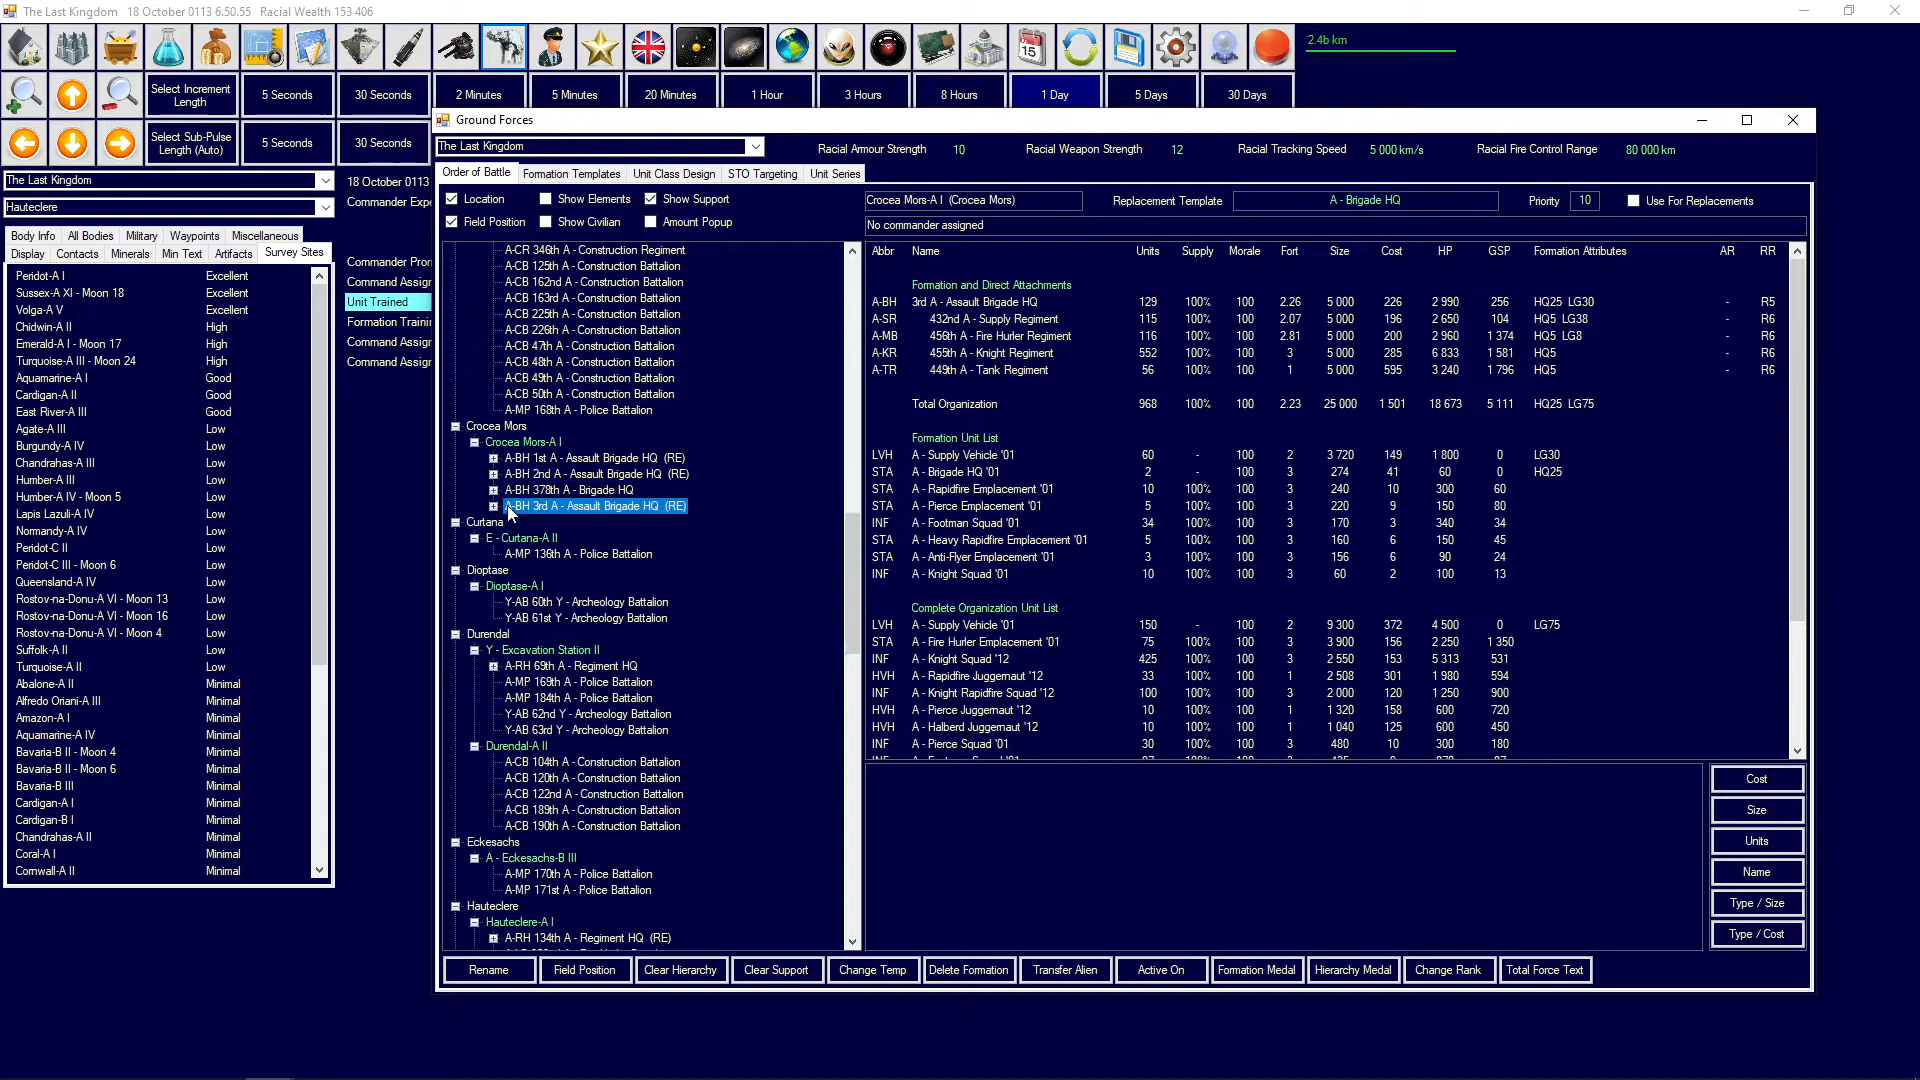 The Last Kingdom   18 October 0113 6.50.55   Racial Wealth 153 406
2.4b km
Select Increment Length
5 Seconds
30 Seconds
2 Minutes
5 Minutes
20 Minutes
1 Hour
3 Hours
8 Hours
1 Day
5 Days
30 Days
Select Sub-Pulse Length (Auto)
5 Seconds
30 Seconds
The Last Kingdom
Hauteclere
Body Info   All Bodies   Military   Waypoints   Miscellaneous
Display   Contacts   Minerals   Min Text   Artifacts   Survey Sites
Peridot-A I   Excellent
Sussex-A XI - Moon 18   Excellent
Volga-A V   Excellent
Chidwin-A II   High
Emerald-A I - Moon 17   High
Turquoise-A III - Moon 24   High
Aquamarine-A I   Good
Cardigan-A II   Good
East River-A III   Good
Agate-A III   Low
Burgundy-A IV   Low
Chandrahas-A III   Low
Humber-A III   Low
Humber-A IV - Moon 5   Low
Lapis Lazuli-A IV   Low
Normandy-A IV   Low
Peridot-C II   Low
Peridot-C III - Moon 6   Low
Queensland-A IV   Low
Rostov-na-Donu-A VI - Moon 13   Low
Rostov-na-Donu-A VI - Moon 16   Low
Rostov-na-Donu-A VI - Moon 4   Low
Suffolk-A II   Low
Turquoise-A II   Low
Abalone-A II   Minimal
Alfredo Oriani-A III   Minimal
Amazon-A I   Minimal
Aquamarine-A IV   Minimal
Bavaria-B II - Moon 4   Minimal
Bavaria-B II - Moon 6   Minimal
Bavaria-B III   Minimal
Cardigan-A I   Minimal
Cardigan-B I   Minimal
Chandrahas-A II   Minimal
Coral-A I   Minimal
Cornwall-A II   Minimal
18 October 0113
Commander Expe
Commander Pron
Command Assign
Unit Trained
Formation Trainin
Command Assign
Command Assign
Ground Forces
The Last Kingdom
Racial Armour Strength   10   Racial Weapon Strength   12   Racial Tracking Speed   5 000 km/s   Racial Fire Control Range   80 000 km
Order of Battle   Formation Templates   Unit Class Design   STO Targeting   Unit Series
Location   Show Elements   Show Support
Field Position   Show Civilian   Amount Popup
A-CR 346th A - Construction Regiment
A-CB 125th A - Construction Battalion
A-CB 162nd A - Construction Battalion
A-CB 163rd A - Construction Battalion
A-CB 225th A - Construction Battalion
A-CB 226th A - Construction Battalion
A-CB 47th A - Construction Battalion
A-CB 48th A - Construction Battalion
A-CB 49th A - Construction Battalion
A-CB 50th A - Construction Battalion
A-MP 168th A - Police Battalion
Crocea Mors
Crocea Mors-A I
A-BH 1st A - Assault Brigade HQ  (RE)
A-BH 2nd A - Assault Brigade HQ  (RE)
A-BH 378th A - Brigade HQ
A-BH 3rd A - Assault Brigade HQ  (RE)
Curtana
E - Curtana-A II
A-MP 136th A - Police Battalion
Dioptase
Dioptase-A I
Y-AB 60th Y - Archeology Battalion
Y-AB 61st Y - Archeology Battalion
Durendal
Y - Excavation Station II
A-RH 69th A - Regiment HQ
A-MP 169th A - Police Battalion
A-MP 184th A - Police Battalion
Y-AB 62nd Y - Archeology Battalion
Y-AB 63rd Y - Archeology Battalion
Durendal-A II
A-CB 104th A - Construction Battalion
A-CB 120th A - Construction Battalion
A-CB 122nd A - Construction Battalion
A-CB 189th A - Construction Battalion
A-CB 190th A - Construction Battalion
Eckesachs
A - Eckesachs-B III
A-MP 170th A - Police Battalion
A-MP 171st A - Police Battalion
Hauteclere
Hauteclere-A I
A-RH 134th A - Regiment HQ  (RE)
Crocea Mors-A I  (Crocea Mors)   Replacement Template   A - Brigade HQ   Priority   10   Use For Replacements
No commander assigned
Abbr   Name   Units   Supply   Morale   Fort   Size   Cost   HP   GSP   Formation Attributes   AR   RR
Formation and Direct Attachments
A-BH   3rd A - Assault Brigade HQ   129   100%   100   2.26   5 000   226   2 990   256   HQ25  LG30   -   R5
A-SR   432nd A - Supply Regiment   115   100%   100   2.07   5 000   196   2 650   104   HQ5  LG38   -   R6
A-MB   456th A - Fire Hurler Regiment   116   100%   100   2.81   5 000   200   2 960   1 374   HQ5  LG8   -   R6
A-KR   455th A - Knight Regiment   552   100%   100   3   5 000   285   6 833   1 581   HQ5   -   R6
A-TR   449th A - Tank Regiment   56   100%   100   1   5 000   595   3 240   1 796   HQ5   -   R6
Total Organization   968   100%   100   2.23   25 000   1 501   18 673   5 111   HQ25  LG75
Formation Unit List
LVH   A - Supply Vehicle '01   60   -   100   2   3 720   149   1 800   0   LG30
STA   A - Brigade HQ '01   2   -   100   3   274   41   60   0   HQ25
STA   A - Rapidfire Emplacement '01   10   100%   100   3   240   10   300   60
STA   A - Pierce Emplacement '01   5   100%   100   3   220   9   150   80
INF   A - Footman Squad '01   34   100%   100   3   170   3   340   34
STA   A - Heavy Rapidfire Emplacement '01   5   100%   100   3   160   6   150   45
STA   A - Anti-Flyer Emplacement '01   3   100%   100   3   156   6   90   24
INF   A - Knight Squad '01   10   100%   100   3   60   2   100   13
Complete Organization Unit List
LVH   A - Supply Vehicle '01   150   -   100   2   9 300   372   4 500   0   LG75
STA   A - Fire Hurler Emplacement '01   75   100%   100   3   3 900   156   2 250   1 350
INF   A - Knight Squad '12   425   100%   100   3   2 550   153   5 313   531
HVH   A - Rapidfire Juggernaut '12   33   100%   100   1   2 508   301   1 980   594
INF   A - Knight Rapidfire Squad '12   100   100%   100   3   2 000   120   1 250   900
HVH   A - Pierce Juggernaut '12   10   100%   100   1   1 320   158   600   720
HVH   A - Halberd Juggernaut '12   10   100%   100   1   1 040   125   600   450
INF   A - Pierce Squad '01   30   100%   100   3   480   10   300   180
Cost
Size
Units
Name
Type / Size
Type / Cost
Rename   Field Position   Clear Hierarchy   Clear Support   Change Temp   Delete Formation   Transfer Alien   Active On   Formation Medal   Hierarchy Medal   Change Rank   Total Force Text